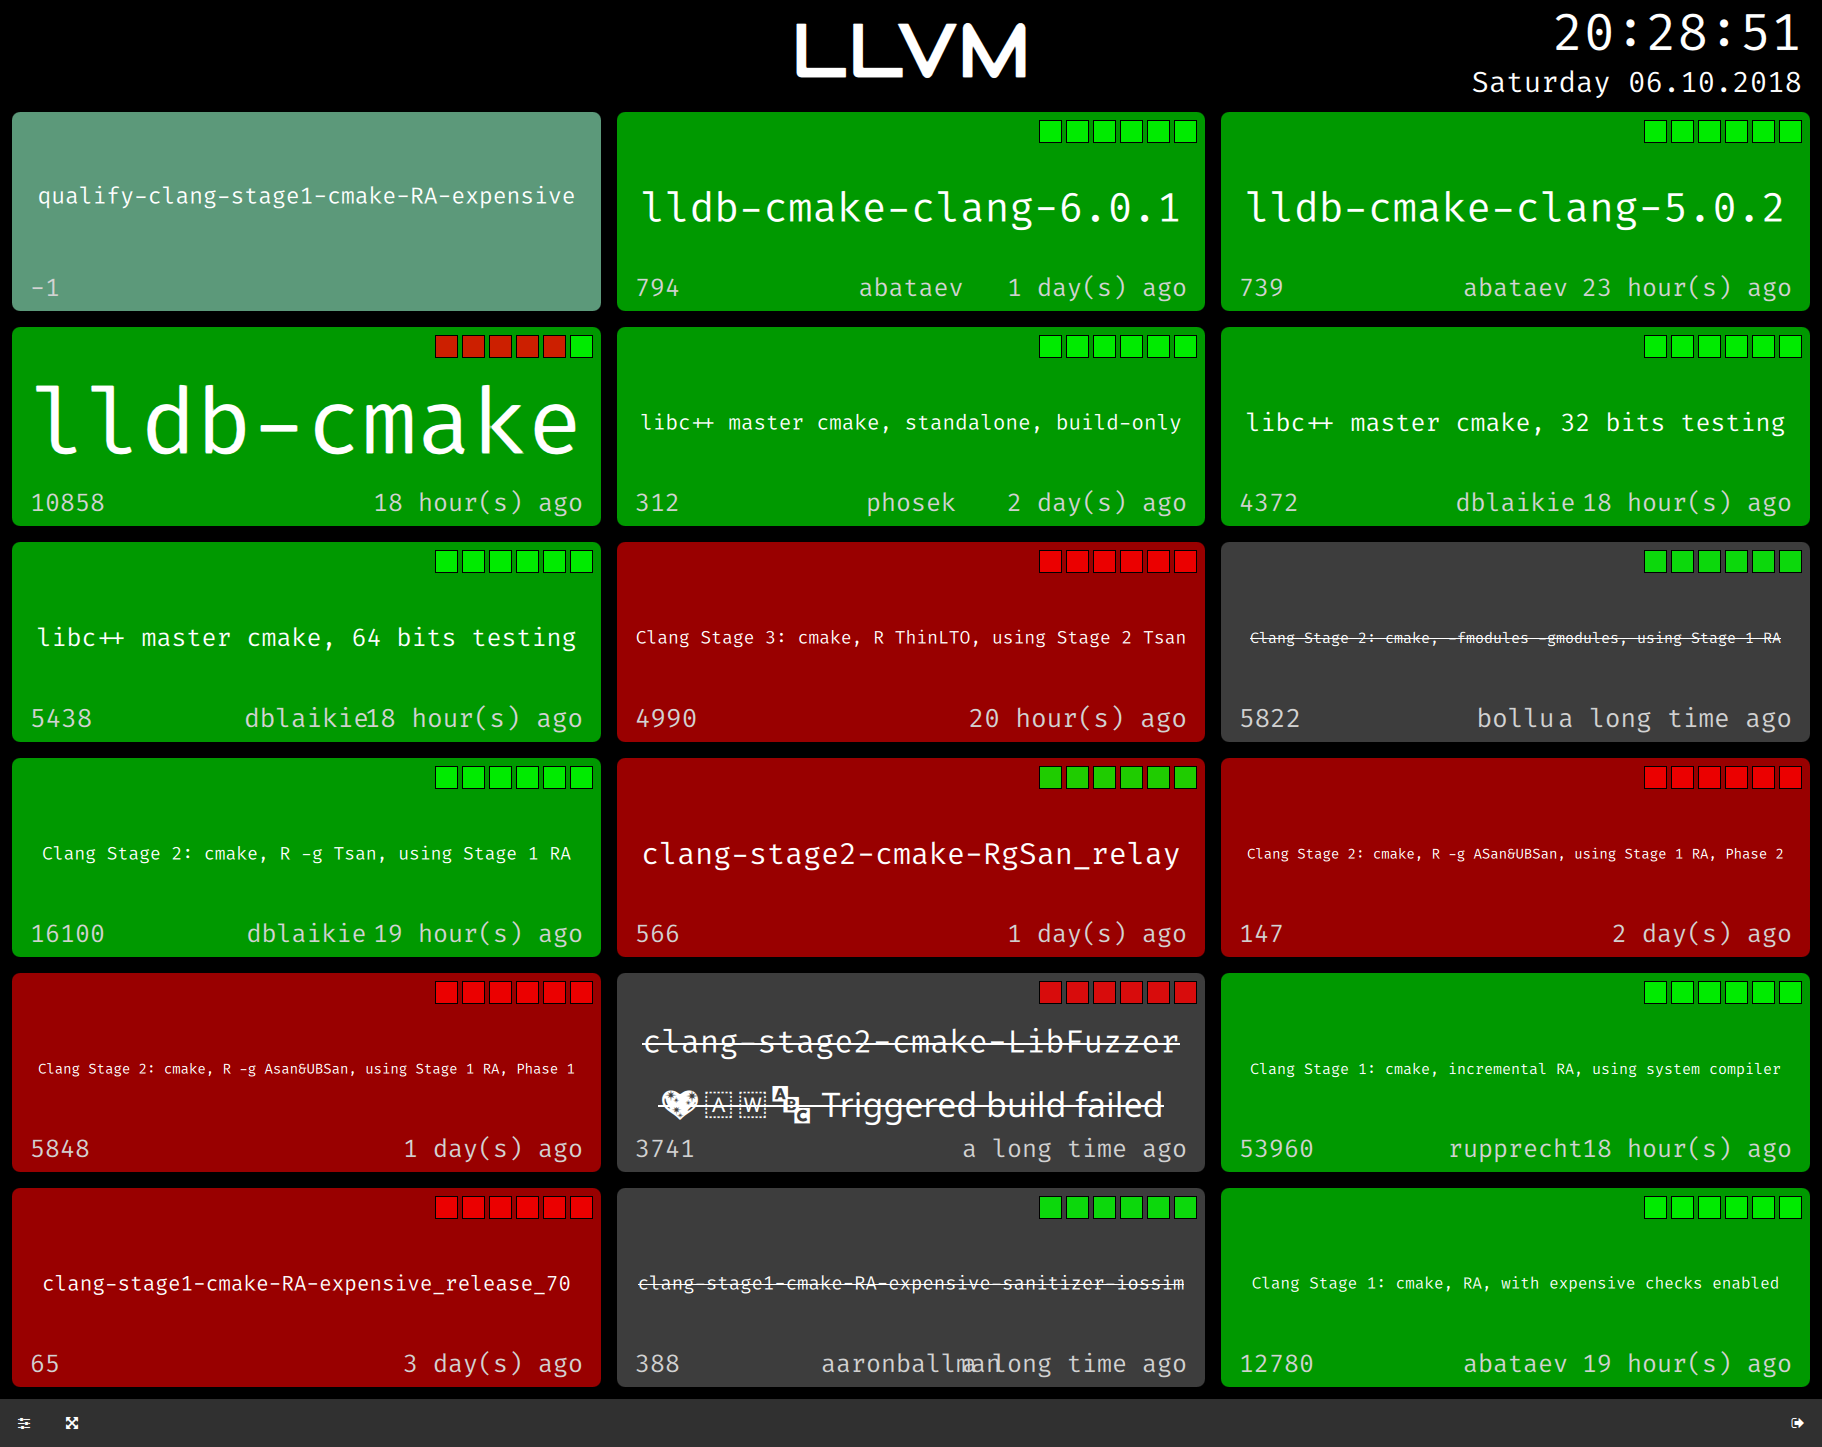 LLVM
20:28:51
Saturday 06.10.2018
qualify-clang-stage1-cmake-RA-expensive
-1
lldb-cmake-clang-6.0.1
794 abataev 1 day(s) ago
lldb-cmake-clang-5.0.2
739 abataev 23 hour(s) ago
lldb-cmake
10858 18 hour(s) ago
libc++ master cmake, standalone, build-only
312 phosek 2 day(s) ago
libc++ master cmake, 32 bits testing
4372 dblaikie 18 hour(s) ago
libc++ master cmake, 64 bits testing
5438 dblaikie 18 hour(s) ago
Clang Stage 3: cmake, R ThinLTO, using Stage 2 Tsan
4990 20 hour(s) ago
Clang Stage 2: cmake, -fmodules -gmodules, using Stage 1 RA
5822 bollu a long time ago
Clang Stage 2: cmake, R -g Tsan, using Stage 1 RA
16100 dblaikie 19 hour(s) ago
clang-stage2-cmake-RgSan_relay
566 1 day(s) ago
Clang Stage 2: cmake, R -g ASan&UBSan, using Stage 1 RA, Phase 2
147 2 day(s) ago
Clang Stage 2: cmake, R -g Asan&UBSan, using Stage 1 RA, Phase 1
5848 1 day(s) ago
clang-stage2-cmake-LibFuzzer
💖🇦🇼🔠 Triggered build failed
3741 a long time ago
Clang Stage 1: cmake, incremental RA, using system compiler
53960 rupprecht 18 hour(s) ago
clang-stage1-cmake-RA-expensive_release_70
65 3 day(s) ago
clang-stage1-cmake-RA-expensive-sanitizer-iossim
388 aaronballman a long time ago
Clang Stage 1: cmake, RA, with expensive checks enabled
12780 abataev 19 hour(s) ago